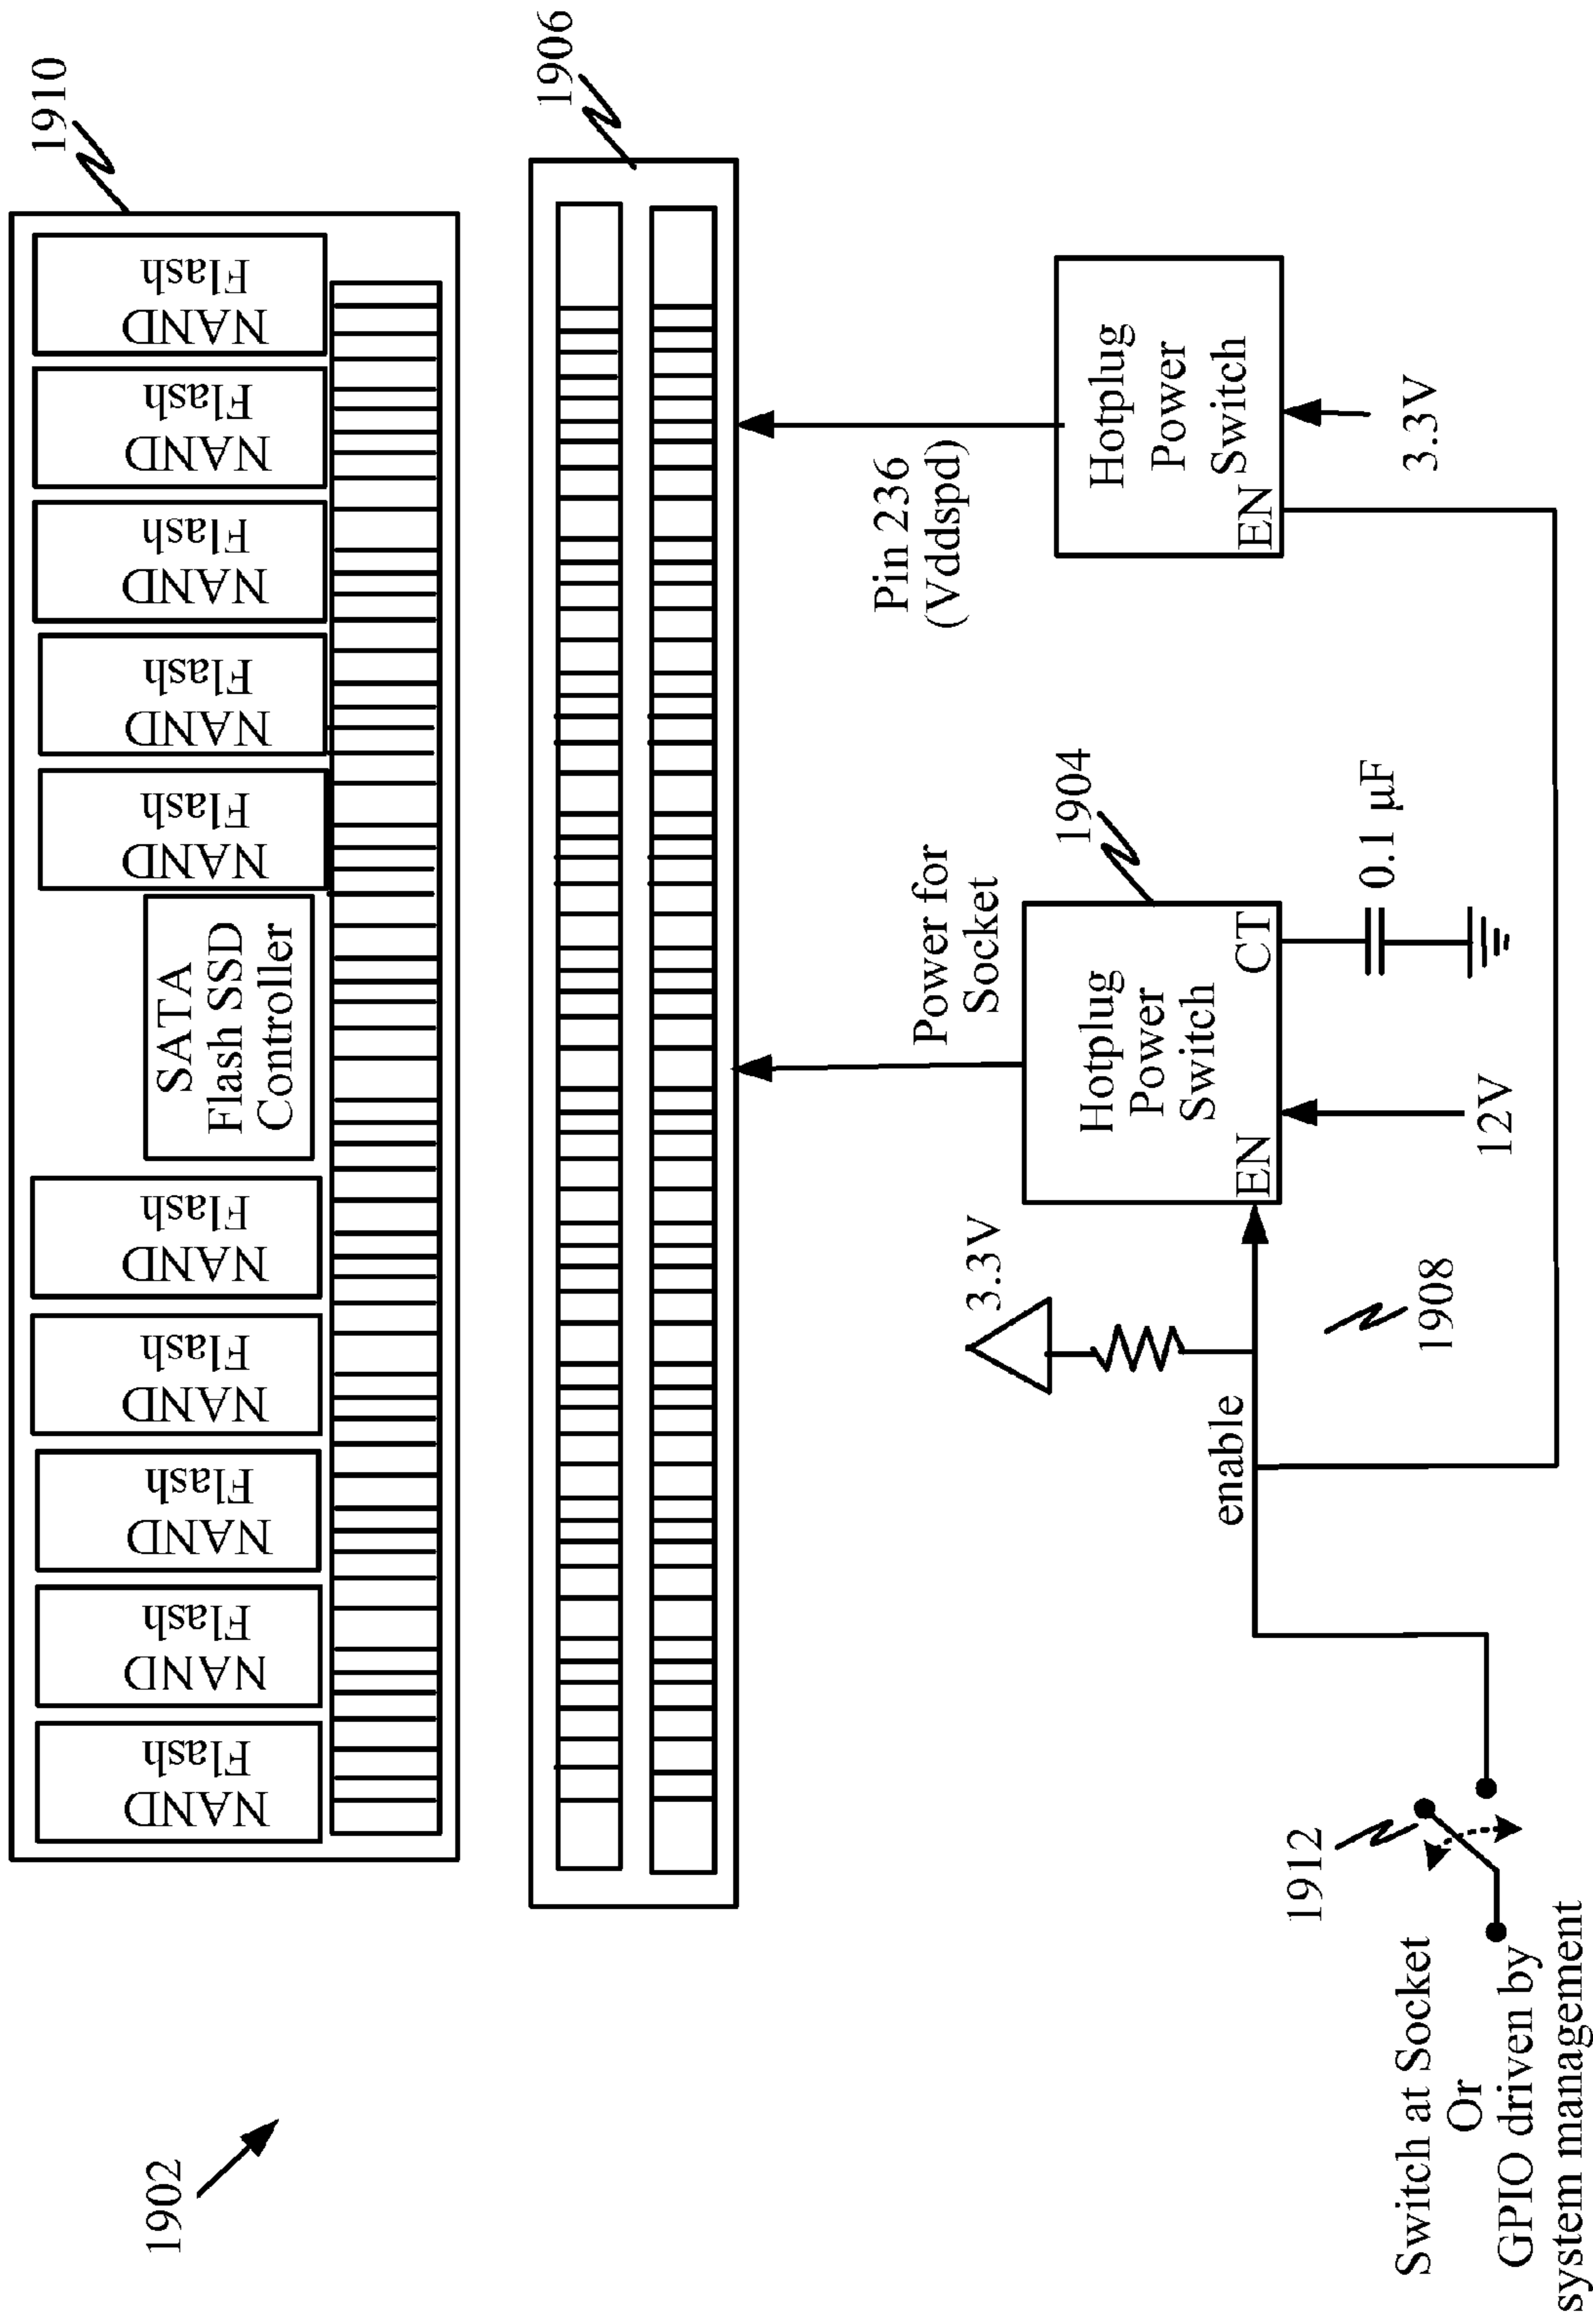 1902
1910
NAND
Flash
NAND
Flash
NAND
Flash
NAND
Flash
NAND
Flash
SATA
Flash SSD
Controller
NAND
Flash
NAND
Flash
NAND
Flash
NAND
Flash
NAND
Flash
1906
Power for
Socket
Pin 236
(Vddspd)
3.3V
1904
Hotplug
Power
Switch
EN
CT
Hotplug
Power
Switch
EN
enable
1908
12V
0.1 µF
3.3V
1912
Switch at Socket
Or
GPIO driven by
system management